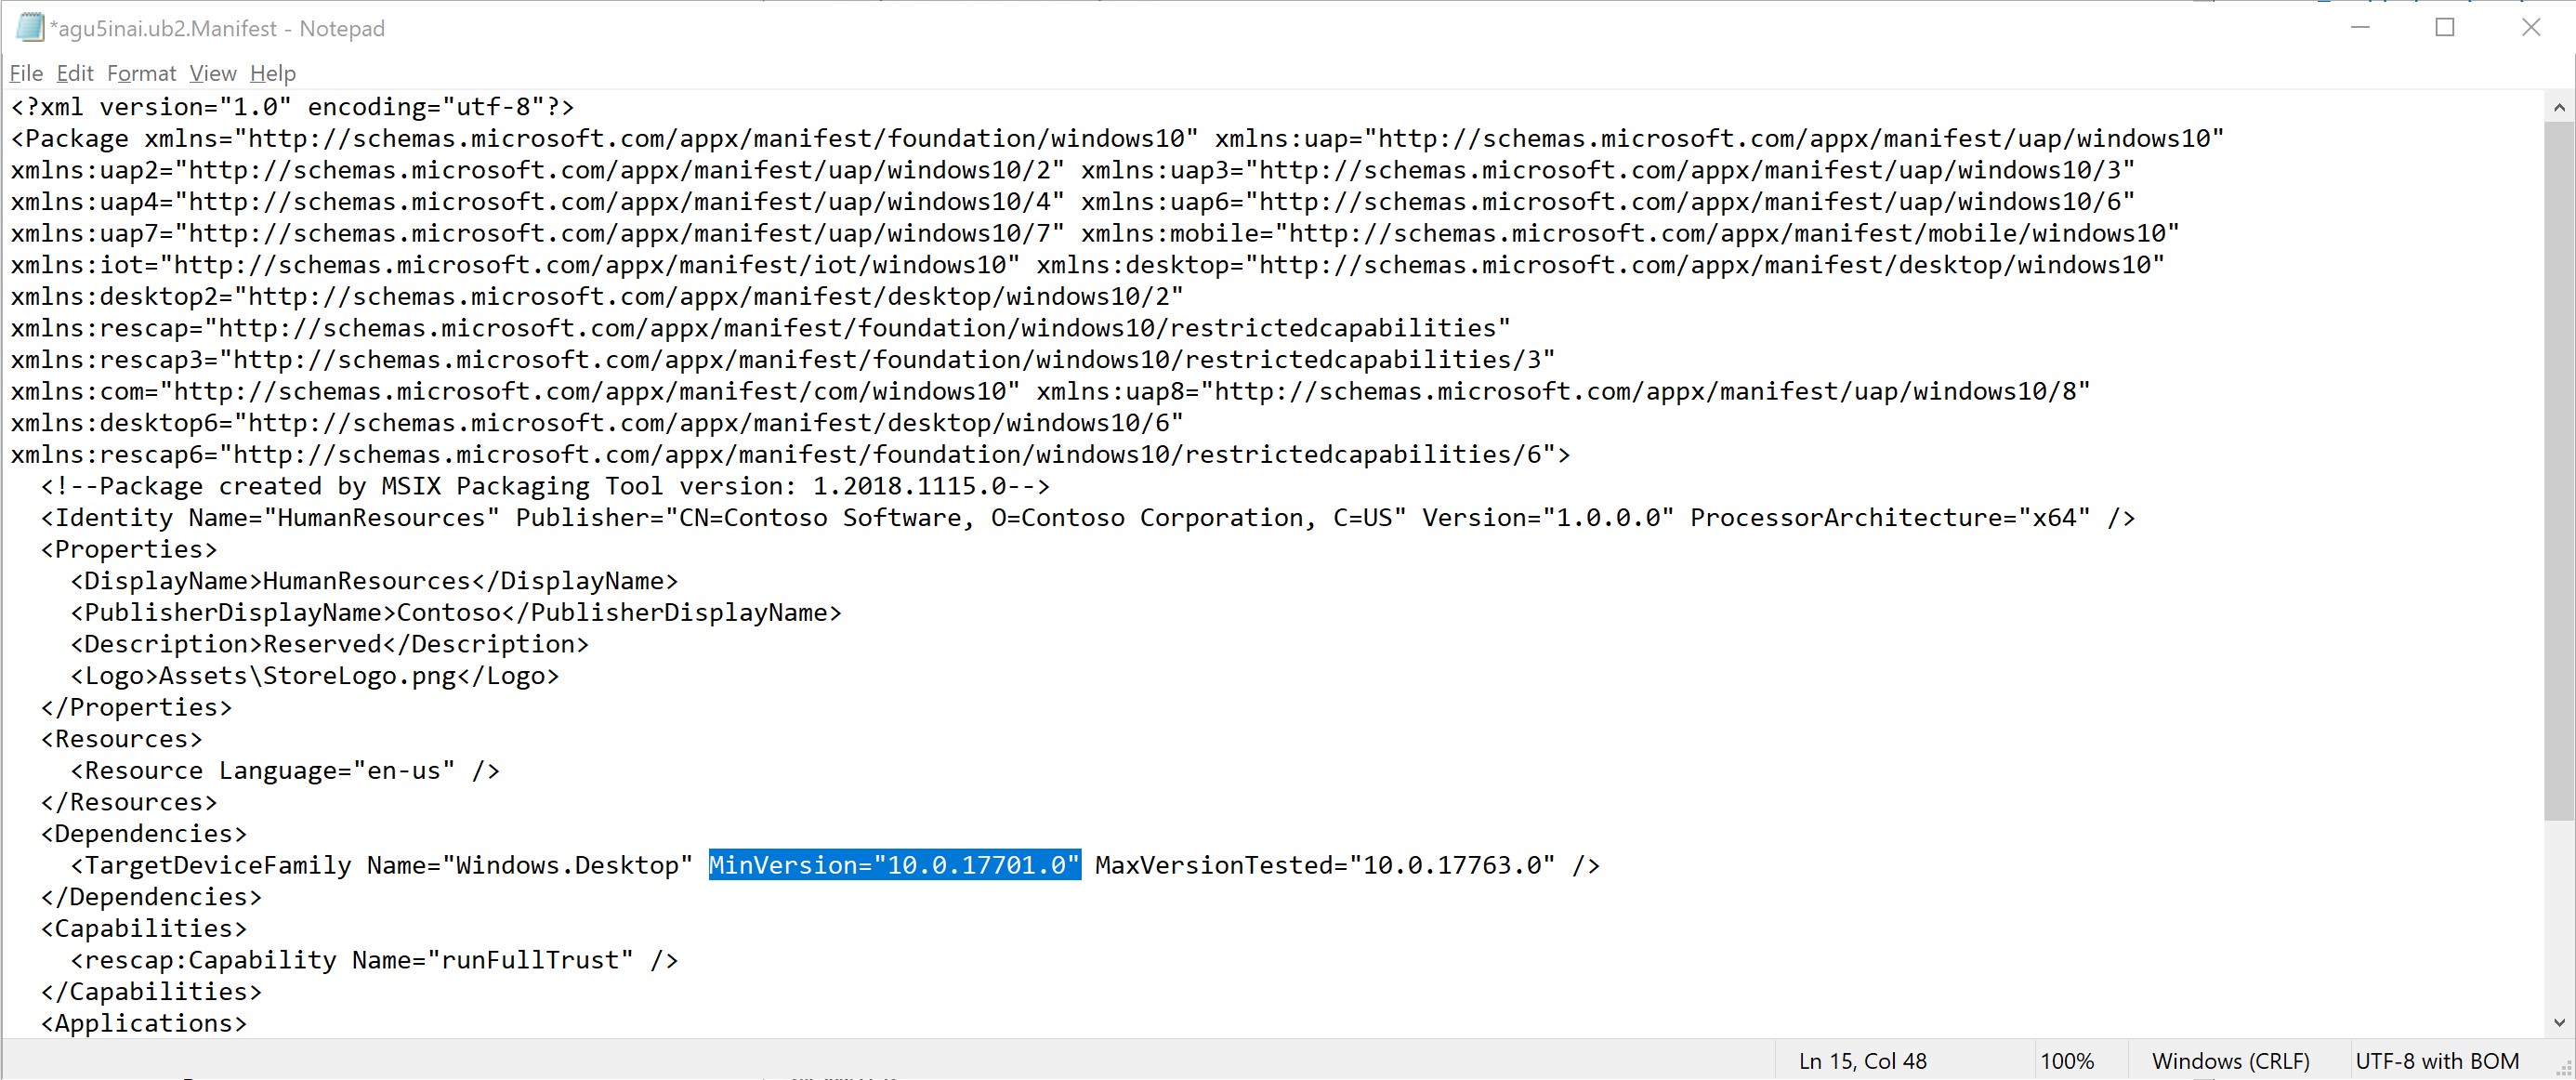 *agu5inai.ub2.Manifest - Notepad
File Edit Format View Help
<?xml version="1.0" encoding="utf-8"?>
<Package xmlns="http://schemas.microsoft.com/appx/manifest/foundation/windows10" xmlns:uap="http://schemas.microsoft.com/appx/manifest/uap/windows10"
xmlns:uap2="http://schemas.microsoft.com/appx/manifest/uap/windows10/2" xmlns:uap3="http://schemas.microsoft.com/appx/manifest/uap/windows10/3"
xmlns:uap4="http://schemas.microsoft.com/appx/manifest/uap/windows10/4" xmlns:uap6="http://schemas.microsoft.com/appx/manifest/uap/windows10/6"
xmlns:uap7="http://schemas.microsoft.com/appx/manifest/uap/windows10/7" xmlns:mobile="http://schemas.microsoft.com/appx/manifest/mobile/windows10"
xmlns:iot="http://schemas.microsoft.com/appx/manifest/iot/windows10" xmlns:desktop="http://schemas.microsoft.com/appx/manifest/desktop/windows10"
xmlns:desktop2="http://schemas.microsoft.com/appx/manifest/desktop/windows10/2"
xmlns:rescap="http://schemas.microsoft.com/appx/manifest/foundation/windows10/restrictedcapabilities"
xmlns:rescap3="http://schemas.microsoft.com/appx/manifest/foundation/windows10/restrictedcapabilities/3"
xmlns:com="http://schemas.microsoft.com/appx/manifest/com/windows10" xmlns:uap8="http://schemas.microsoft.com/appx/manifest/uap/windows10/8"
xmlns:desktop6="http://schemas.microsoft.com/appx/manifest/desktop/windows10/6"
xmlns:rescap6="http://schemas.microsoft.com/appx/manifest/foundation/windows10/restrictedcapabilities/6">
  <!--Package created by MSIX Packaging Tool version: 1.2018.1115.0-->
  <Identity Name="HumanResources" Publisher="CN=Contoso Software, O=Contoso Corporation, C=US" Version="1.0.0.0" ProcessorArchitecture="x64" />
  <Properties>
    <DisplayName>HumanResources</DisplayName>
    <PublisherDisplayName>Contoso</PublisherDisplayName>
    <Description>Reserved</Description>
    <Logo>Assets\StoreLogo.png</Logo>
  </Properties>
  <Resources>
    <Resource Language="en-us" />
  </Resources>
  <Dependencies>
    <TargetDeviceFamily Name="Windows.Desktop" MinVersion="10.0.17701.0" MaxVersionTested="10.0.17763.0" />
  </Dependencies>
  <Capabilities>
    <rescap:Capability Name="runFullTrust" />
  </Capabilities>
  <Applications>
Ln 15, Col 48 100% Windows (CRLF) UTF-8 with BOM